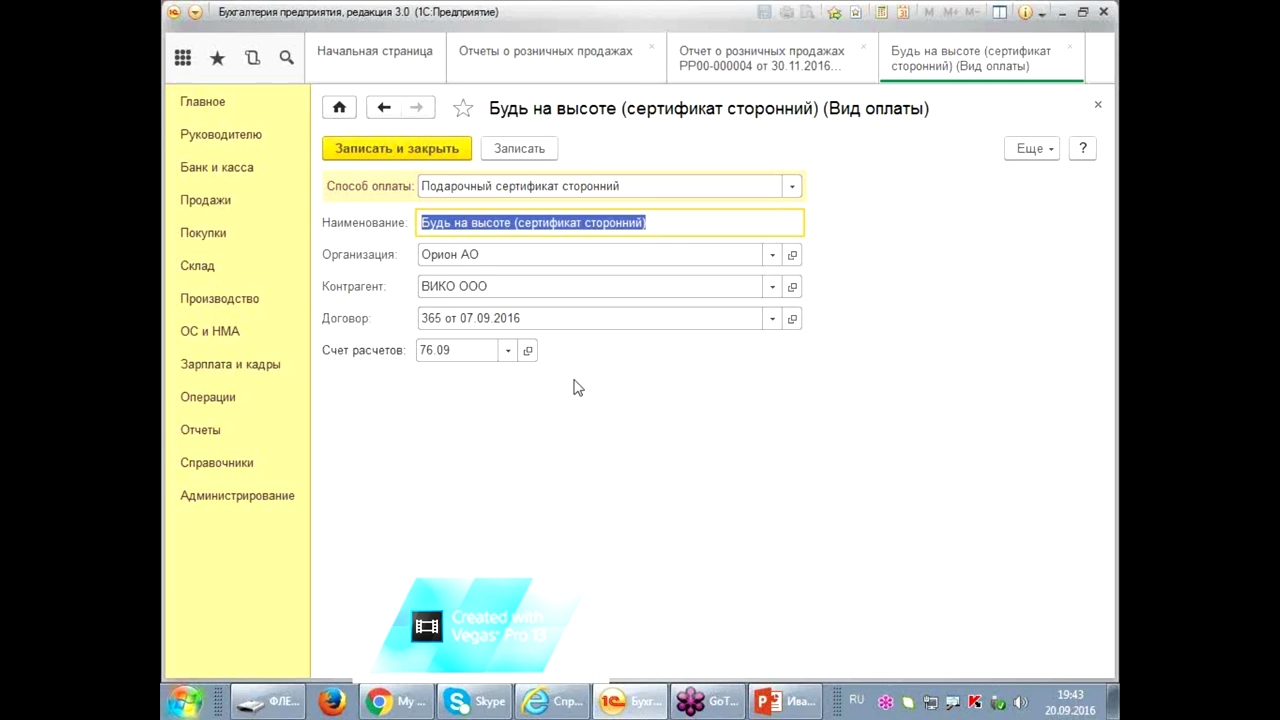 Бухгалтерия предприятия, редакция 3.0 (1С:Предприятие)
M M+ M-
Начальная страница
Отчеты о розничных продажах
Отчет о розничных продажах
РР00-000004 от 30.11.2016...
Будь на высоте (сертификат
сторонний) (Вид оплаты)
Главное
Руководителю
Банк и касса
Продажи
Покупки
Склад
Производство
ОС и НМА
Зарплата и кадры
Операции
Отчеты
Справочники
Администрирование
Будь на высоте (сертификат сторонний) (Вид оплаты)
Записать и закрыть
Записать
Еще
?
Способ оплаты: Подарочный сертификат сторонний
Наименование: Будь на высоте (сертификат сторонний)
Организация: Орион АО
Контрагент: ВИКО ООО
Договор: 365 от 07.09.2016
Счет расчетов: 76.09
Created with
Vegas Pro 13
ФЛЕ...
My ...
Skype
Спр...
Бухг...
GoT...
Ива...
RU
19:43
20.09.2016